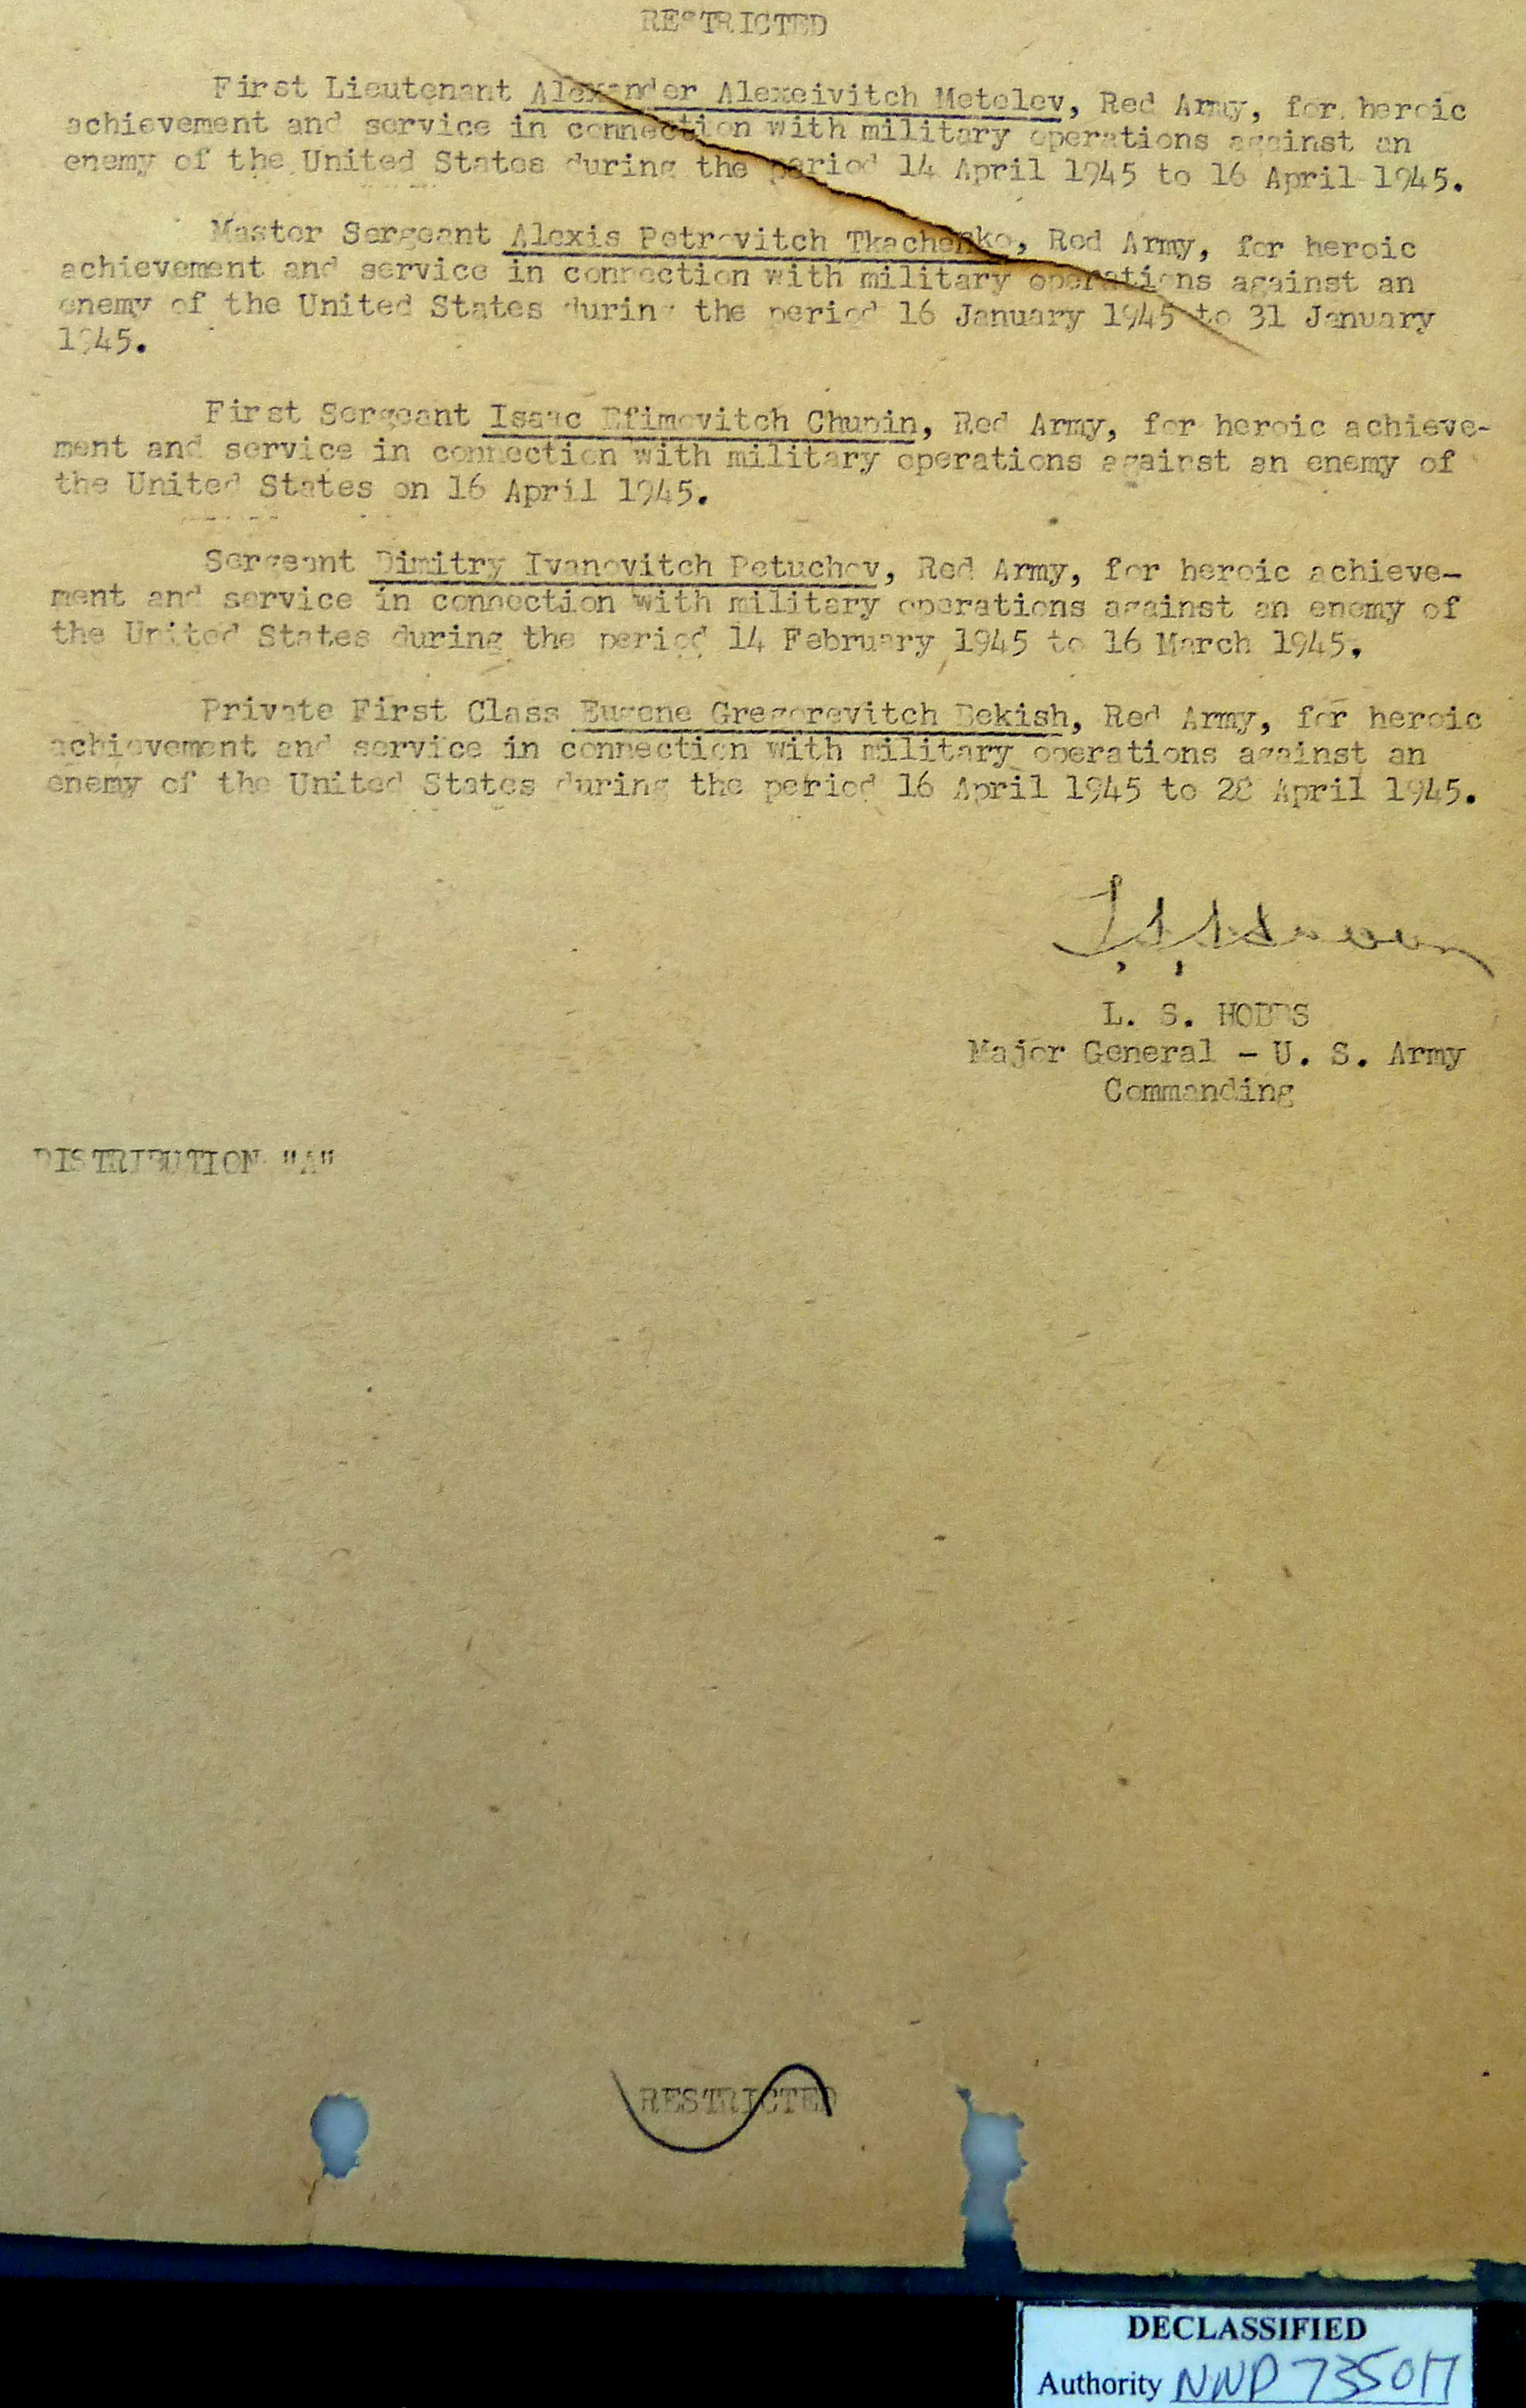 RESTRICTED
First Lieutenant Alexander Alexeivitch Metelev, Red Army, for heroic
achievement and service in connection with military operations against an
enemy of the United States during the period 14 April 1945 to 16 April 1945.
Master Sergeant Alexis Petrovitch Tkachenko, Red Army, for heroic
achievement and service in connection with military operations against an
enemy of the United States during the period 16 January 1945 to 31 January
1945.
First Sergeant Isaac Efimovitch Chupin, Red Army, for heroic achieve-
ment and service in connection with military operations against an enemy of
the United States on 16 April 1945.
Sergeant Dimitry Ivanovitch Petuchov, Red Army, for heroic achieve-
ment and service in connection with military operations against an enemy of
the United States during the period 14 February 1945 to 16 March 1945.
Private First Class Eugene Gregorevitch Bekish, Red Army, for heroic
achievement and service in connection with military operations against an
enemy of the United States during the period 16 April 1945 to 28 April 1945.
L. S. HOBBS
Major General - U. S. Army
Commanding
DISTRIBUTION "A"
RESTRICTED
DECLASSIFIED
Authority NND 735017